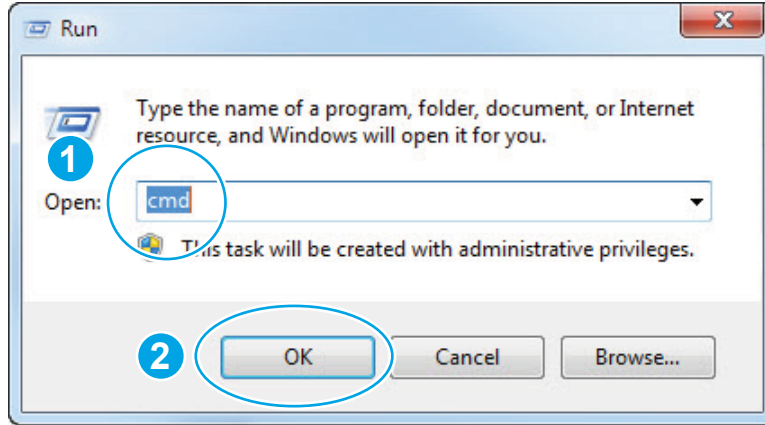 Run
Type the name of a program, folder, document, or Internet
resource, and Windows will open it for you.
1
Open: cmd
This task will be created with administrative privileges.
2 OK Cancel Browse...